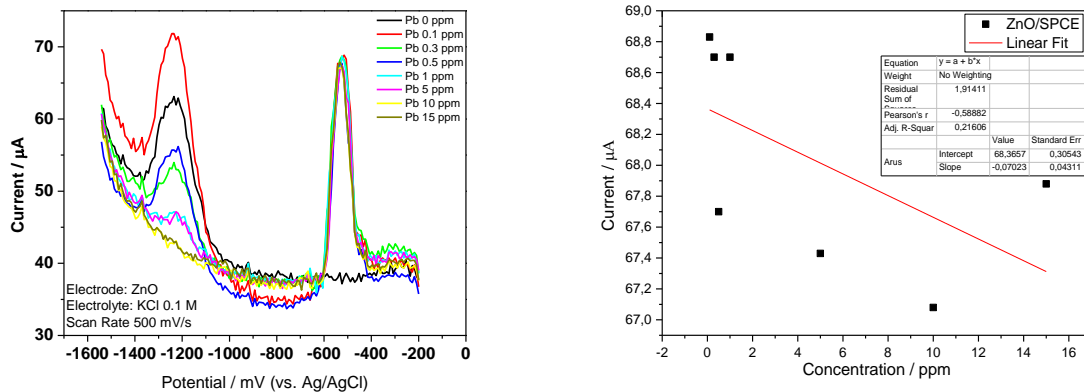 Pb 0 ppm
Pb 0.1 ppm
Pb 0.3 ppm
Pb 0.5 ppm
Pb 1 ppm
Pb 5 ppm
Pb 10 ppm
Pb 15 ppm
70
60
50
40
30
Current / µA
Electrode: ZnO
Electrolyte: KCl 0.1 M
Scan Rate 500 mV/s
-1600 -1400 -1200 -1000 -800 -600 -400 -200 0
Potential / mV (vs. Ag/AgCl)
69,0
68,8
68,6
68,4
68,2
68,0
67,8
67,6
67,4
67,2
67,0
Current / µA
ZnO/SPCE
Linear Fit
Equation y = a + b*x
Weight No Weighting
Residual 1,91411
Sum of
Pearson's r -0,58882
Adj. R-Squar 0,21606
Value Standard Err
Arus Intercept 68,3657 0,30543
Slope -0,07023 0,04311
-2 0 2 4 6 8 10 12 14 16
Concentration / ppm